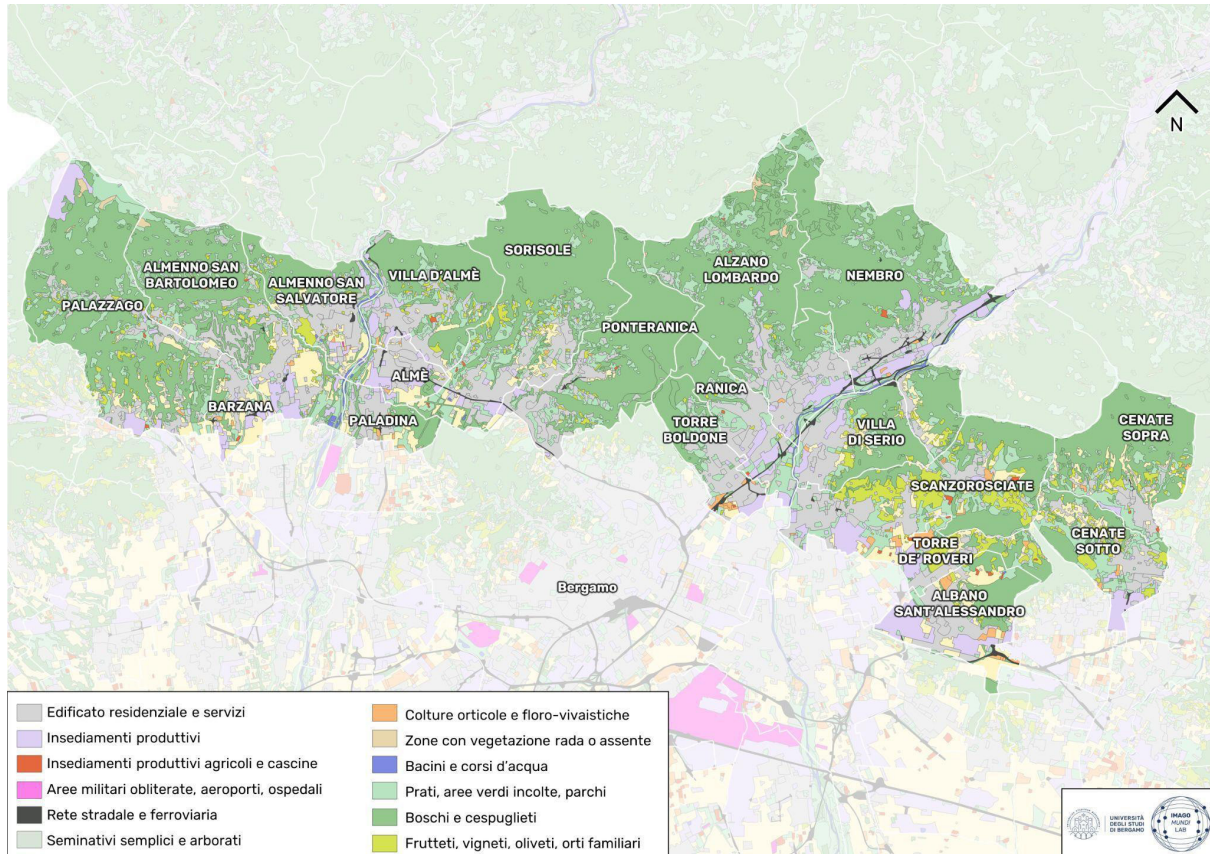 N
SORISOLE
ALMENNO SAN
BARTOLOMEO
ALMENNO SAN
SALVATORE
VILLA D'ALMÈ
ALZANO
LOMBARDO
NEMBRO
PALAZZAGO
PONTERANICA
ALMÈ
RANICA
BARZANA
PALADINA
TORRE
BOLDONE
VILLA
DI SERIO
CENATE
SOPRA
SCANZOROSCIATE
CENATE
SOTTO
TORRE
DE' ROVERI
Bergamo
ALBANO
SANT'ALESSANDRO
Edificato residenziale e servizi
Insediamenti produttivi
Insediamenti produttivi agricoli e cascine
Aree militari obliterate, aeroporti, ospedali
Rete stradale e ferroviaria
Seminativi semplici e arborati
Colture orticole e floro-vivaistiche
Zone con vegetazione rada o assente
Bacini e corsi d'acqua
Prati, aree verdi incolte, parchi
Boschi e cespuglieti
Frutteti, vigneti, oliveti, orti familiari
UNIVERSITÀ
DEGLI STUDI
DI BERGAMO
IMAGO
MUNDI
LAB